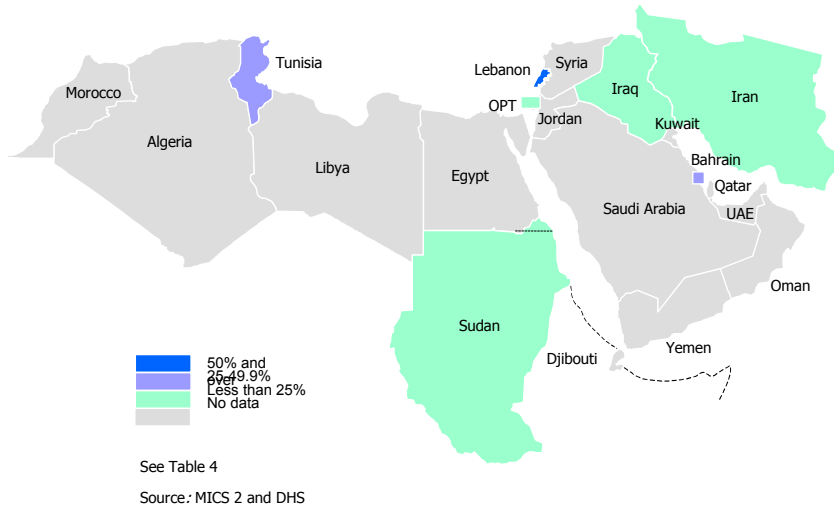 Tunisia
Lebanon
Syria
Morocco
Iraq
Iran
OPT
Jordan
Kuwait
Algeria
Libya
Egypt
Bahrain
Qatar
Saudi Arabia
UAE
Oman
Sudan
Yemen
Djibouti
50% and
over
25-49.9%
Less than 25%
No data
See Table 4
Source: MICS 2 and DHS